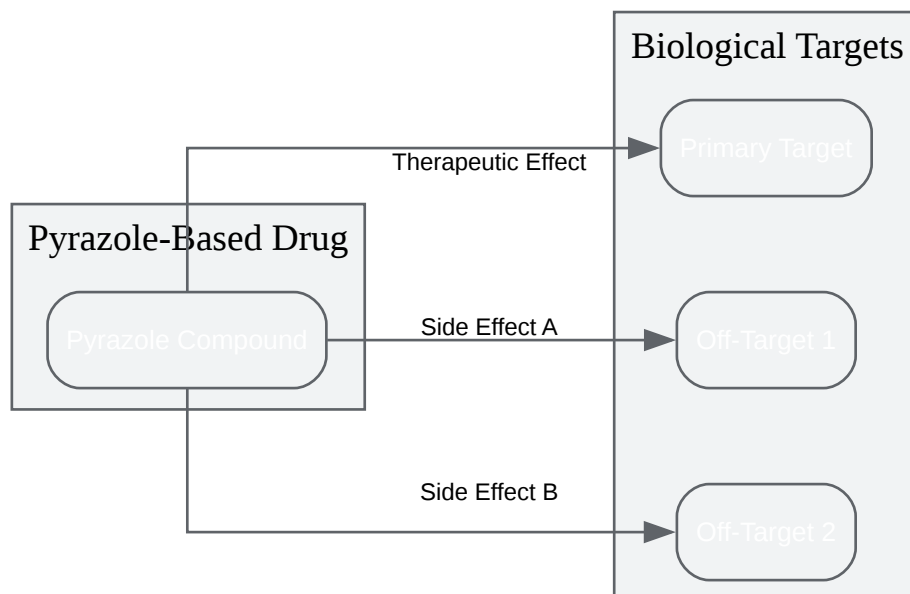 Biological Targets
Primary Target
Therapeutic Effect
Pyrazole-Based Drug
Pyrazole Compound
Side Effect A
Off-Target 1
Side Effect B
Off-Target 2